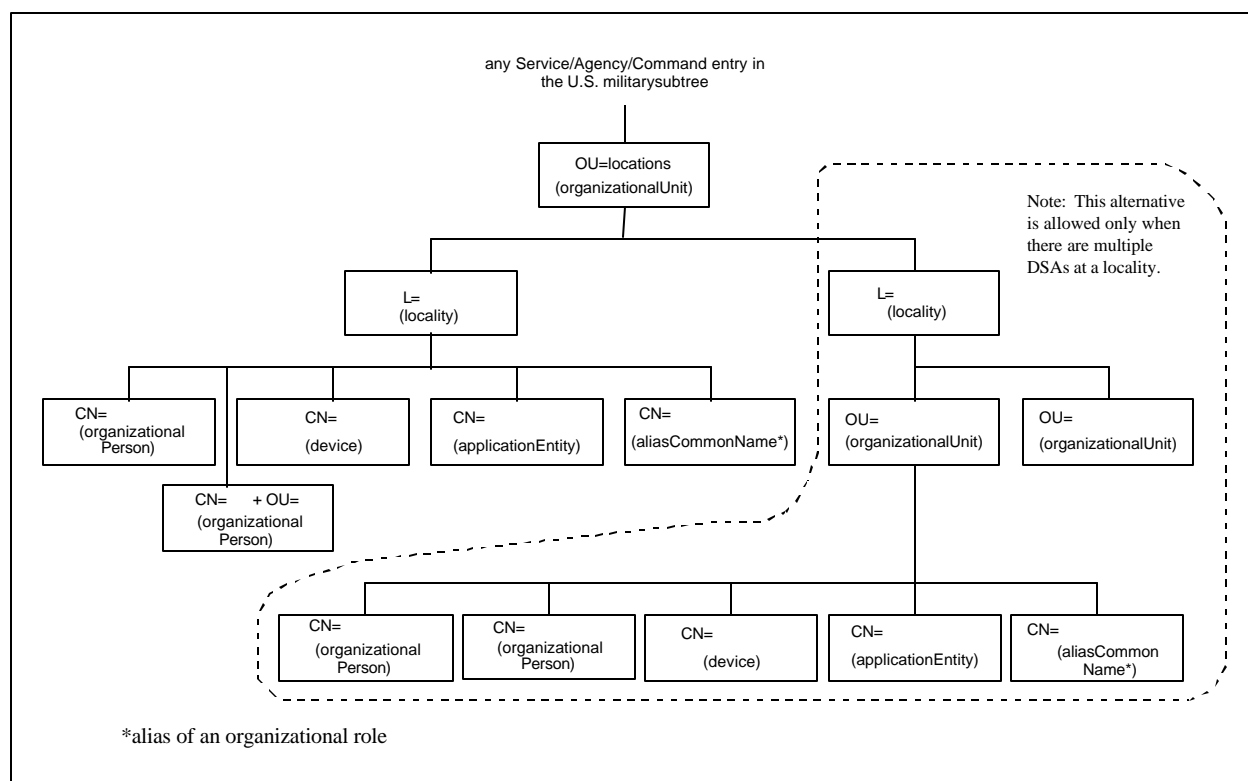 any Service/Agency/Command entry in
the U.S. militarysubtree
OU=locations
(organizationalUnit)
Note: This alternative
is allowed only when
there are multiple
DSAs at a locality.
L=
(locality)
L=
(locality)
CN=
(organizational
Person)
CN=
(device)
CN=
(applicationEntity)
CN=
(aliasCommonName*)
OU=
(organizationalUnit)
OU=
(organizationalUnit)
CN= + OU=
(organizational
Person)
CN=
(organizational
Person)
CN=
(organizational
Person)
CN=
(device)
CN=
(applicationEntity)
CN=
(aliasCommon
Name*)
*alias of an organizational role